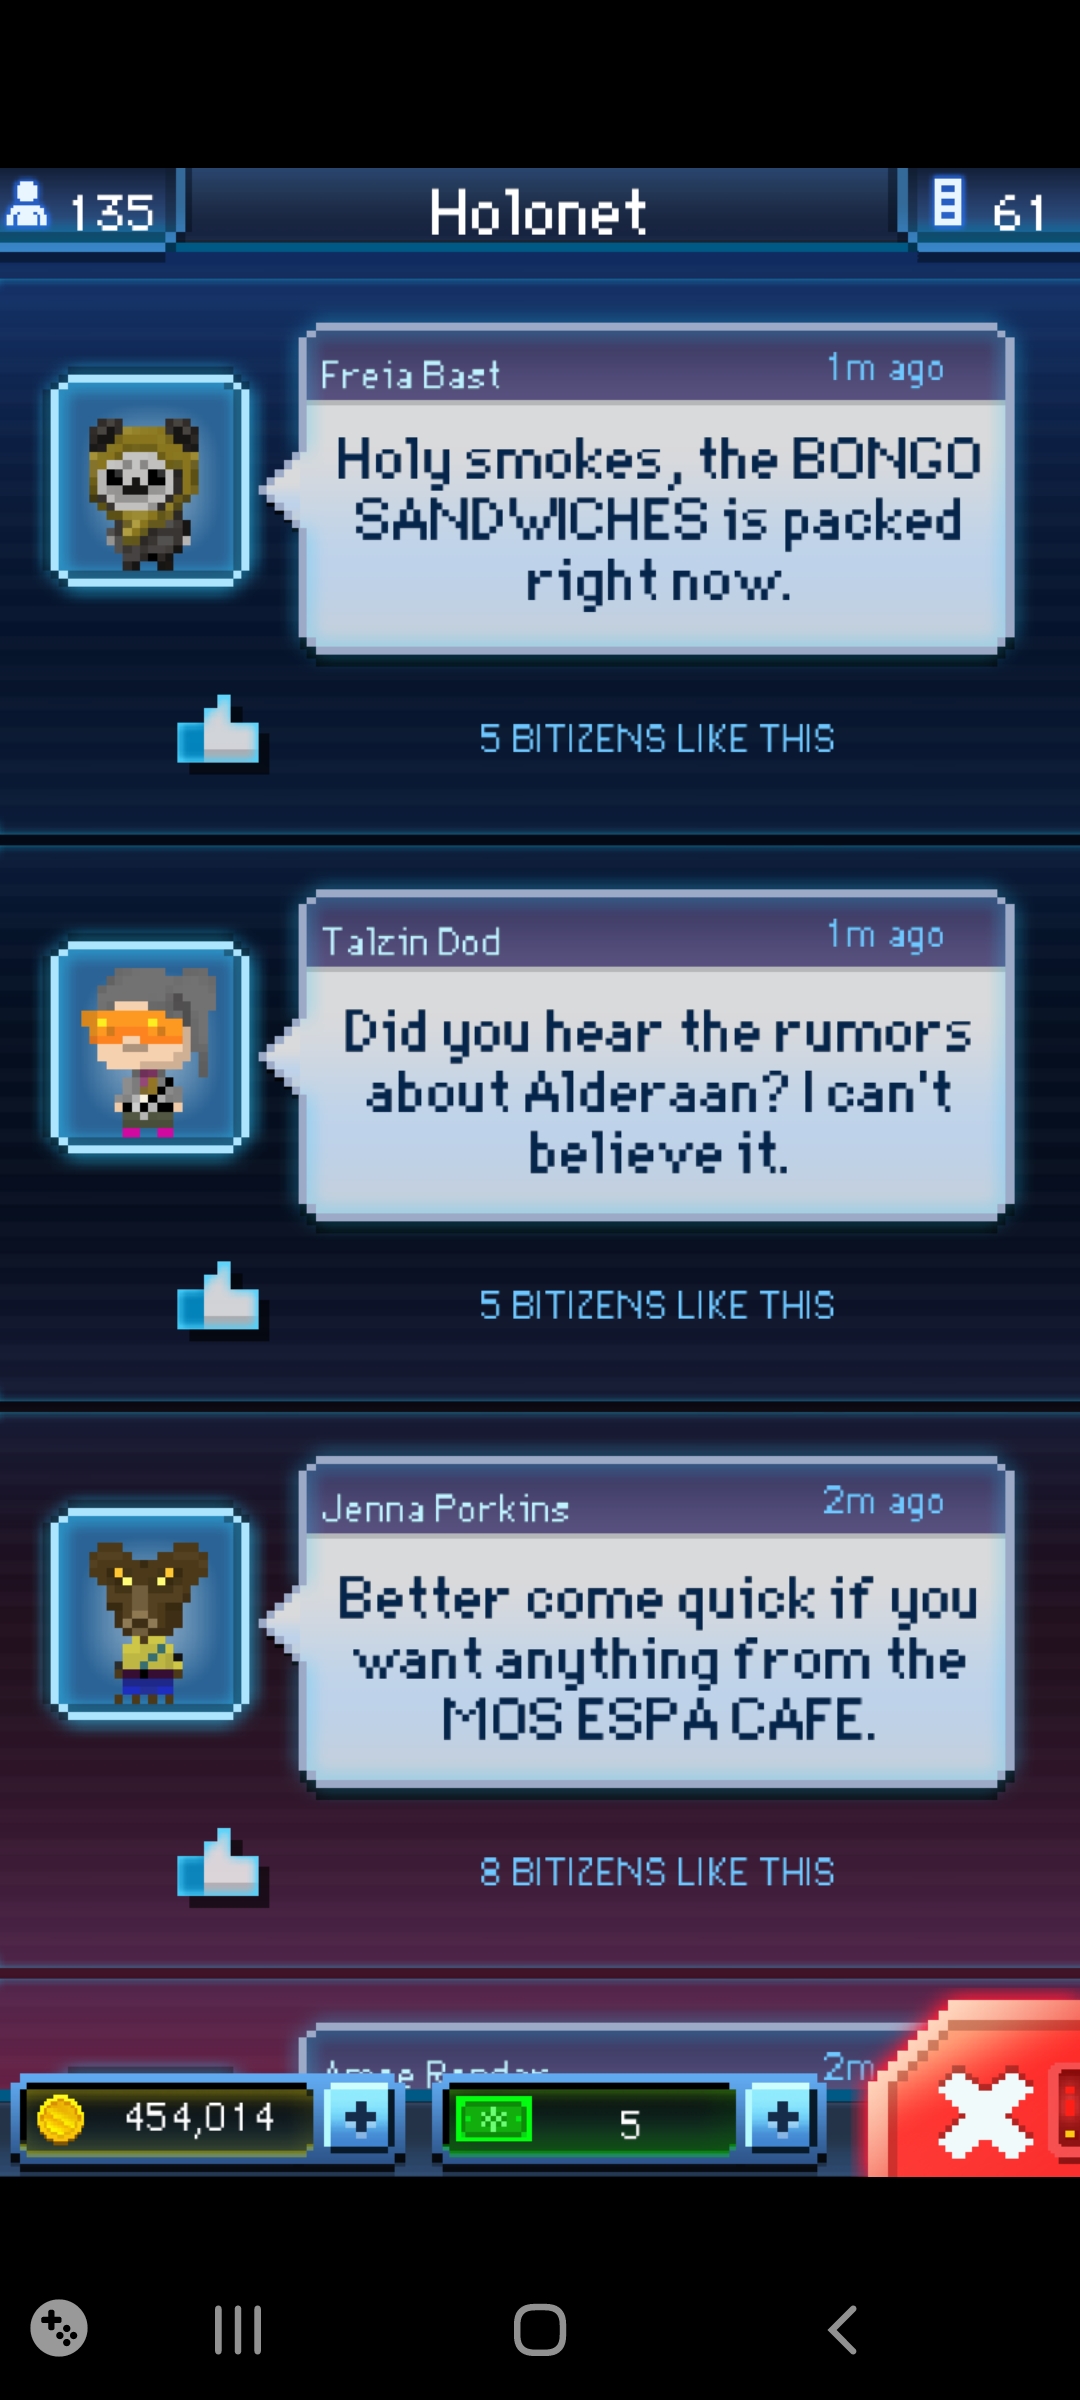 135
Holonet
61
Freia Bast
1m ago
Holy smokes, the BONGO
SANDWICHES is packed
right now.
5 BITIZENS LIKE THIS
Talzin Dod
1m ago
Did you hear the rumors
about Alderaan? I can't
believe it.
5 BITIZENS LIKE THIS
Jenna Porkins
2m ago
Better come quick if you
want anything from the
MOS ESPA CAFE.
8 BITIZENS LIKE THIS
2m
454,014
5